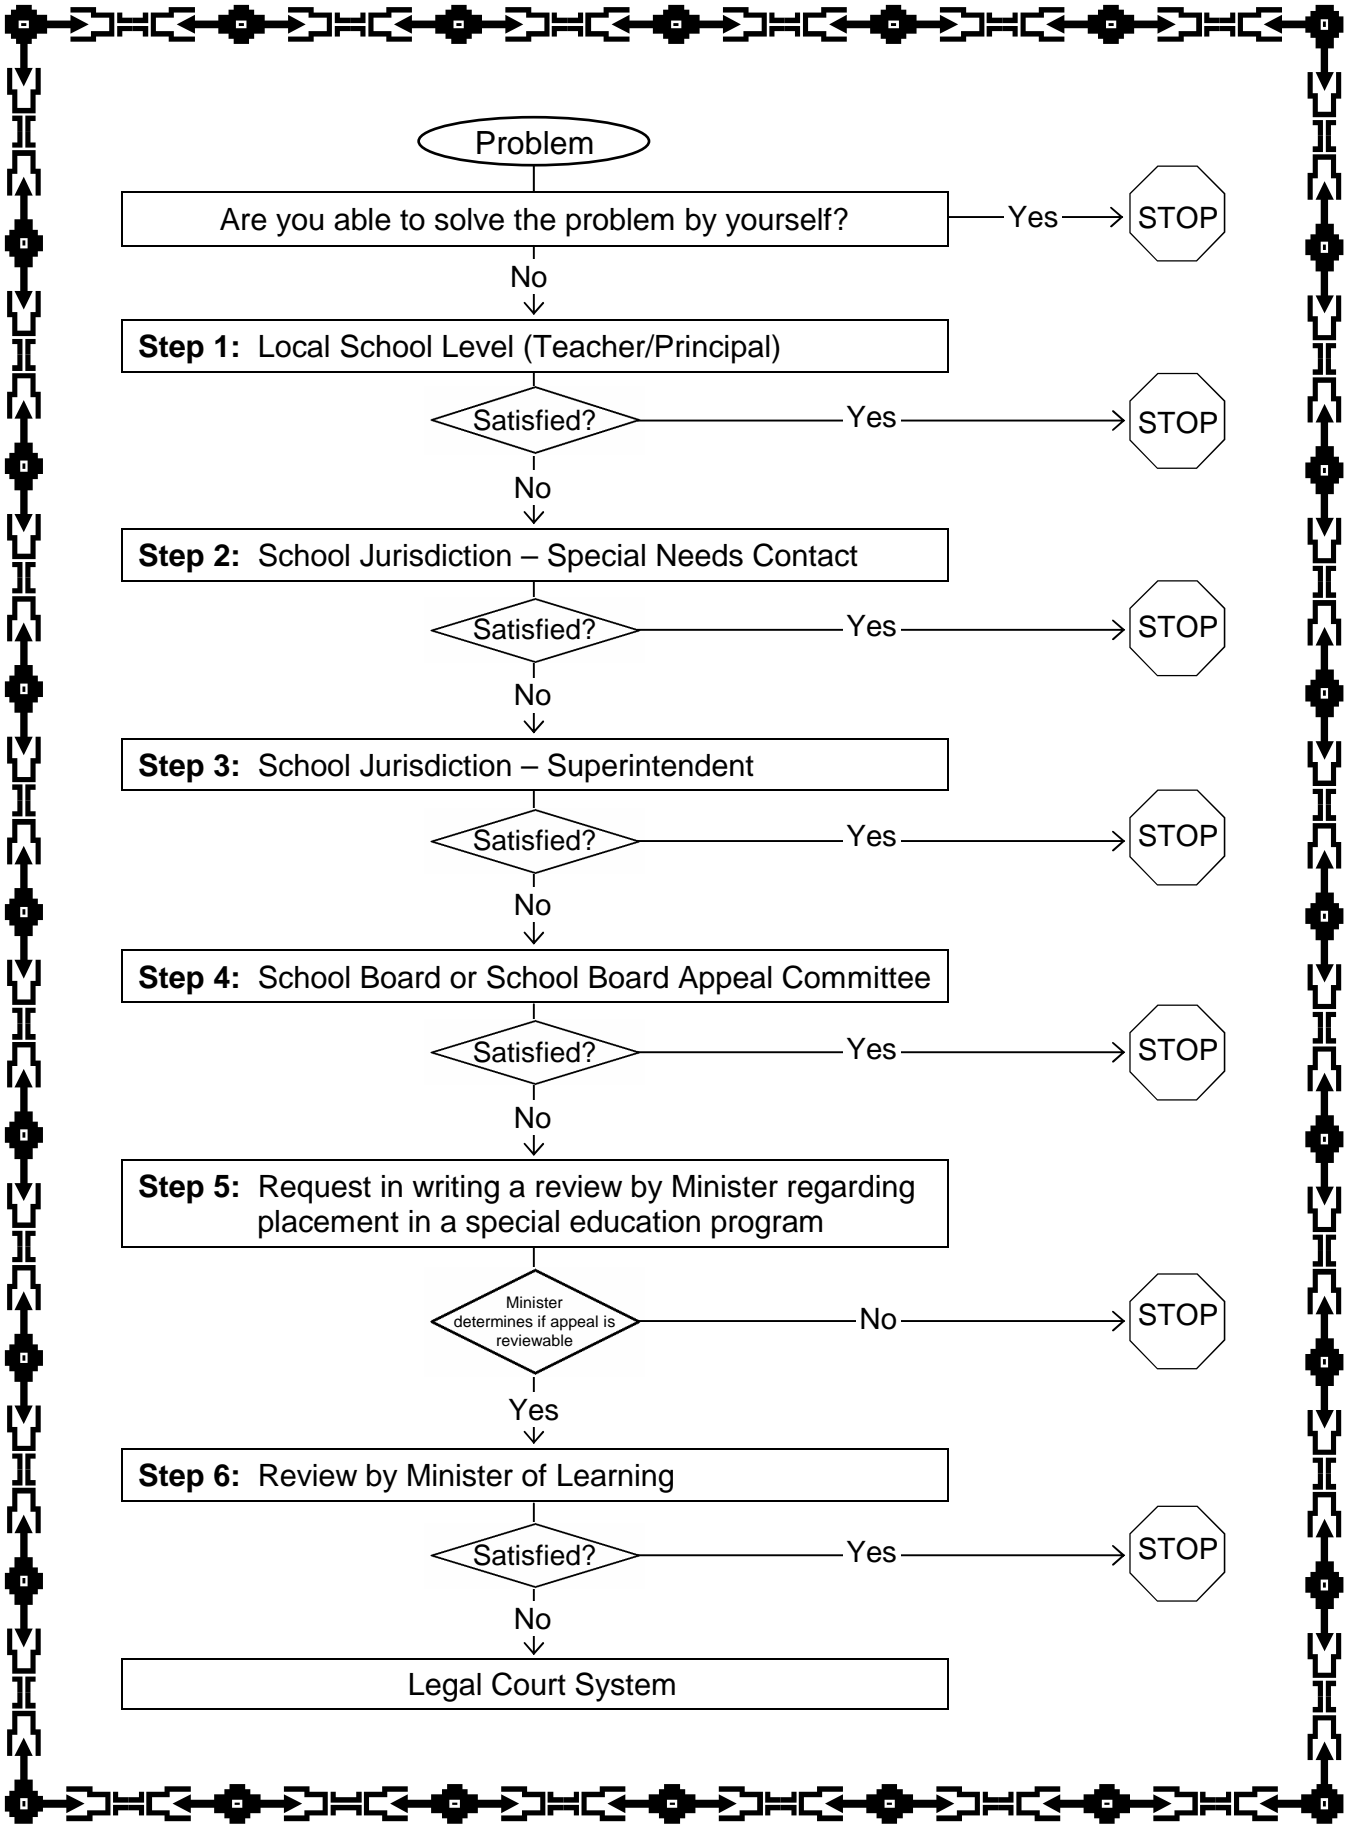 Problem
Are you able to solve the problem by yourself?
Yes
STOP
No
Step 1: Local School Level (Teacher/Principal)
Satisfied?
Yes
STOP
No
Step 2: School Jurisdiction – Special Needs Contact
Satisfied?
Yes
STOP
No
Step 3: School Jurisdiction – Superintendent
Satisfied?
Yes
STOP
No
Step 4: School Board or School Board Appeal Committee
Satisfied?
Yes
STOP
No
Step 5: Request in writing a review by Minister regarding
placement in a special education program
Minister
determines if appeal is
reviewable
No
STOP
Yes
Step 6: Review by Minister of Learning
Satisfied?
Yes
STOP
No
Legal Court System